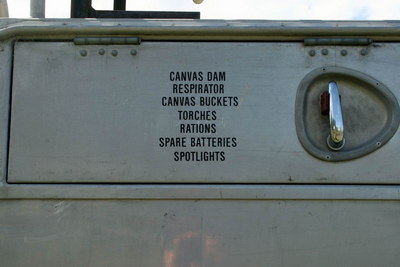 CANVAS DAM
RESPIRATOR
CANVAS BUCKETS
TORCHES
RATIONS
SPARE BATTERIES
SPOTLIGHTS